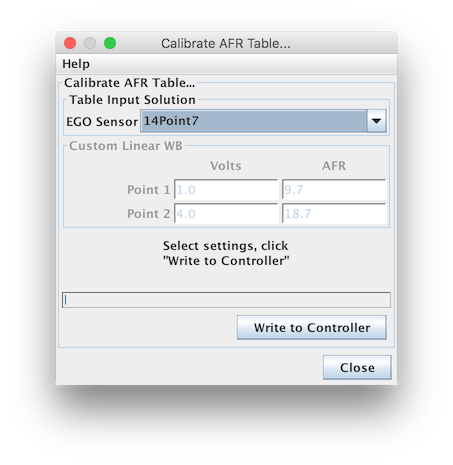 Calibrate AFR Table...
Help
Calibrate AFR Table...
Table Input Solution
EGO Sensor 14Point7
Custom Linear WB
Volts AFR
Point 1 1.0 9.7
Point 2 4.0 18.7
Select settings, click
"Write to Controller"
Write to Controller
Close